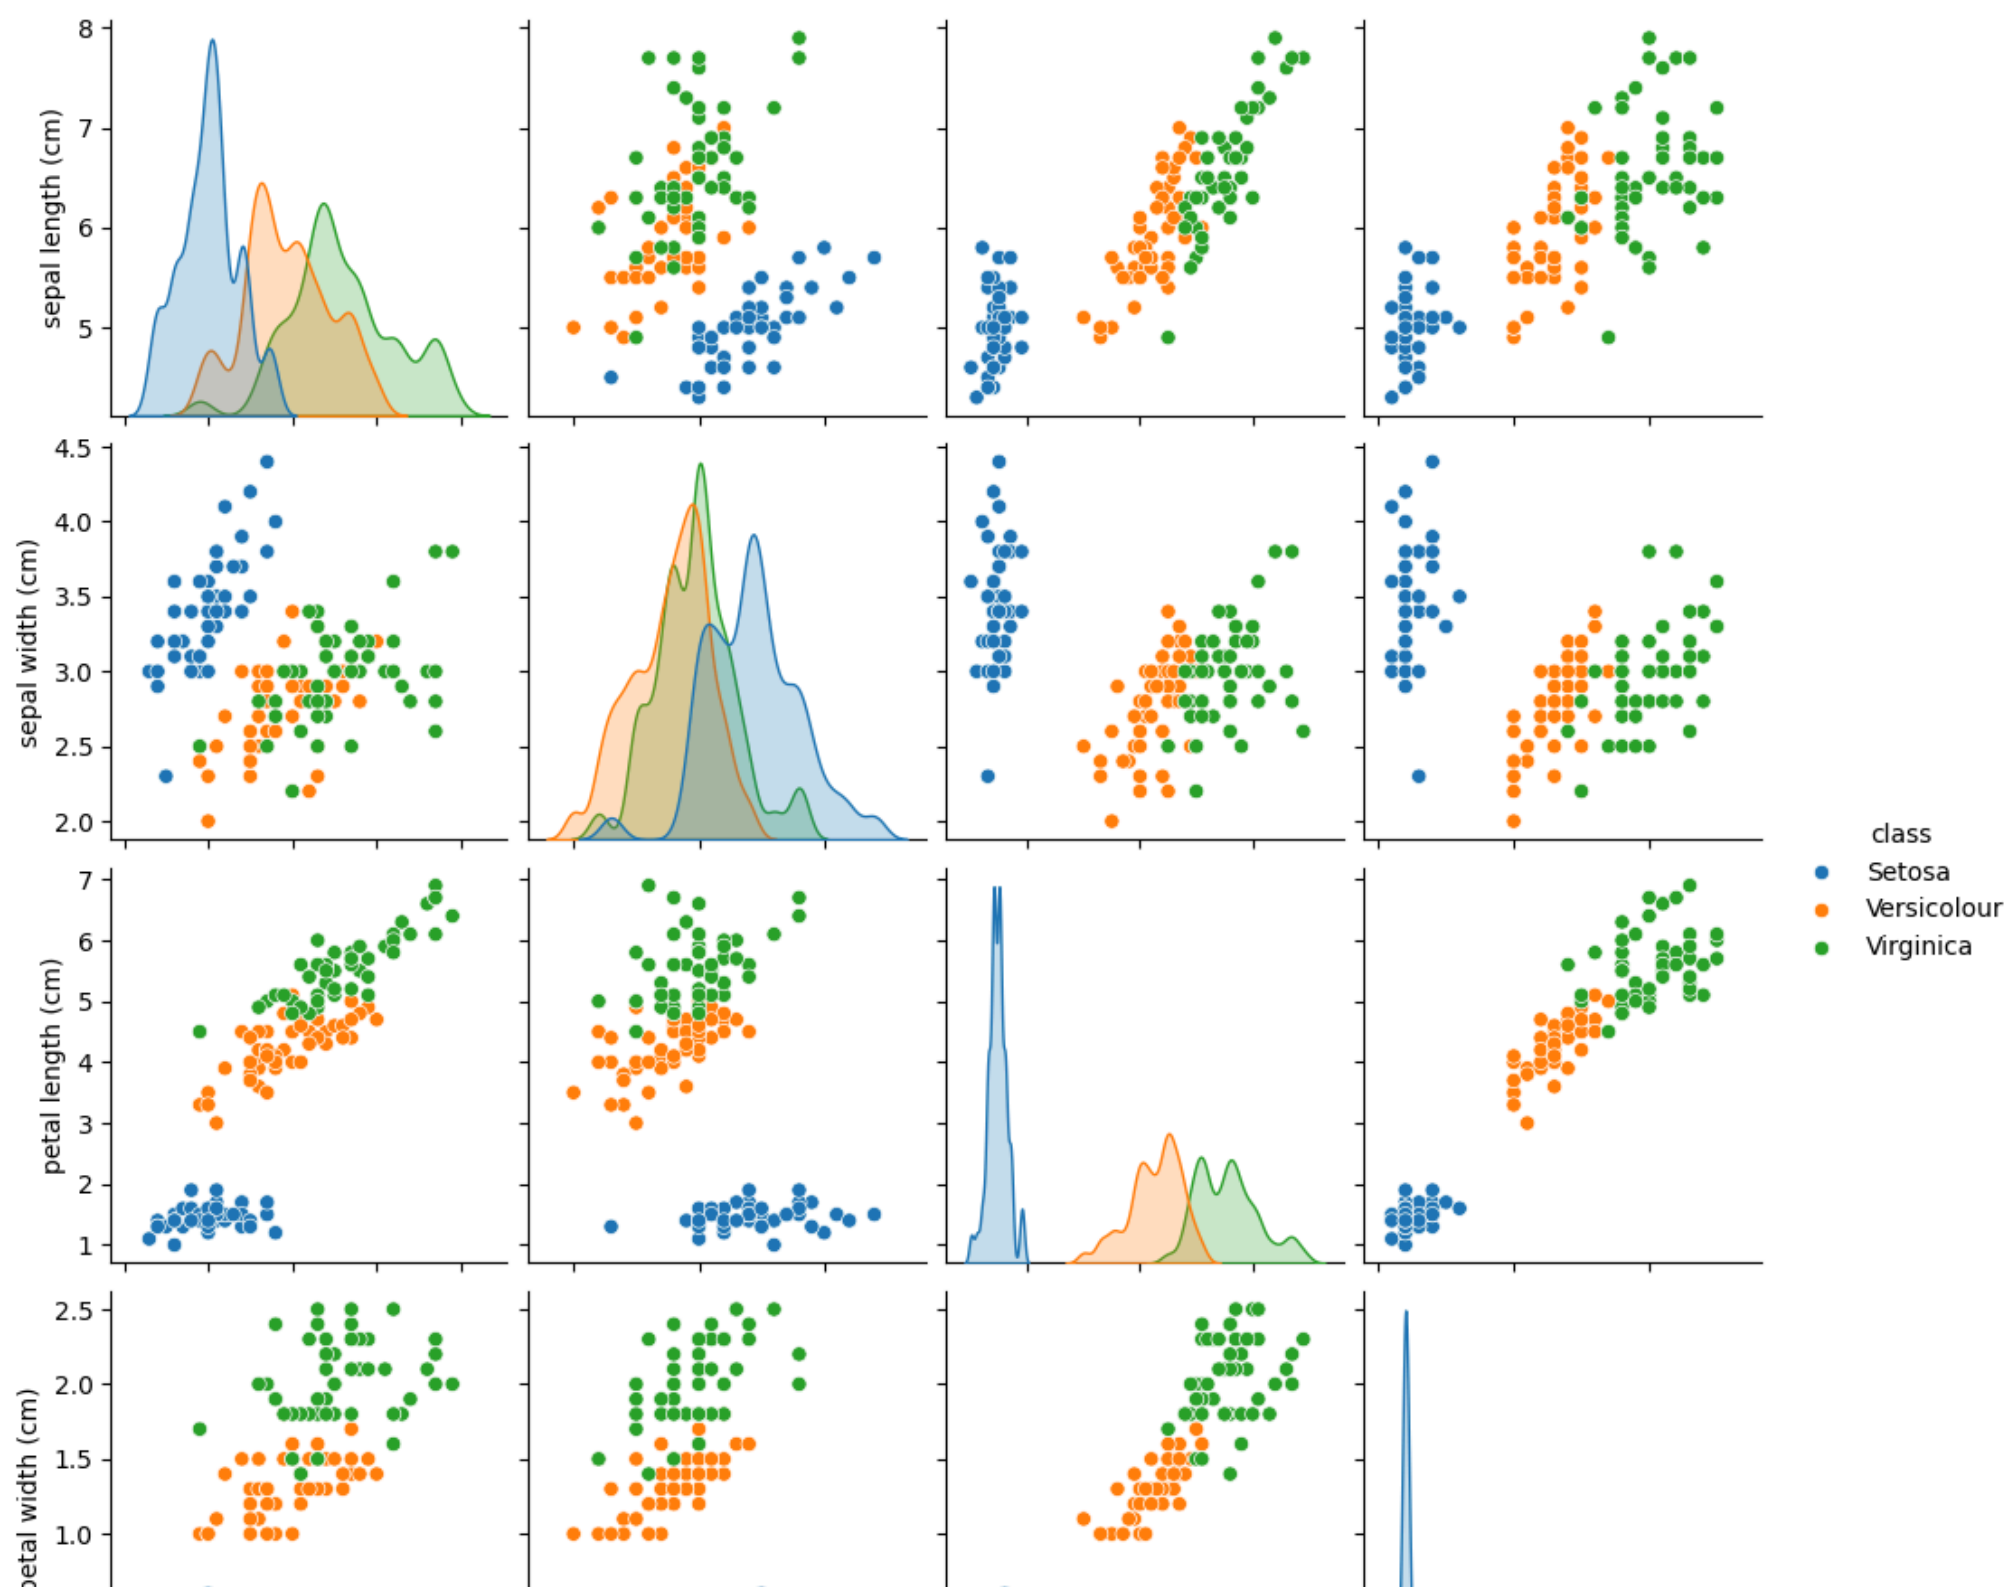 8
7
6
5
sepal length (cm)
4.5
4.0
3.5
3.0
2.5
2.0
sepal width (cm)
7
6
5
4
3
2
1
petal length (cm)
2.5
2.0
1.5
1.0
petal width (cm)
class
Setosa
Versicolour
Virginica